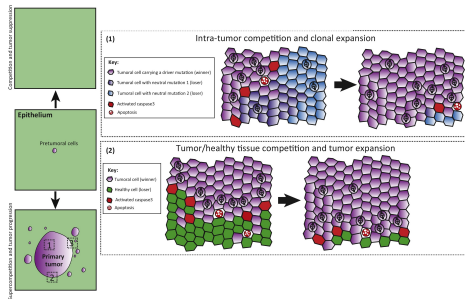 Competition and tumor suppression
Epithelium
Pretumoral cells
Supercompetition and tumor progression
1
3
Primary
tumor
2
(1)
Intra-tumor competition and clonal expansion
Key:
Tumoral cell carrying a driver mutation (winner)
Tumoral cell with neutral mutation 1 (loser)
Tumoral cell with neutral mutation 2 (loser)
Activated caspase3
Apoptosis
(2)
Tumor/healthy tissue competition and tumor expansion
Key:
Tumoral cell (winner)
Healthy cell (loser)
Activated caspase3
Apoptosis